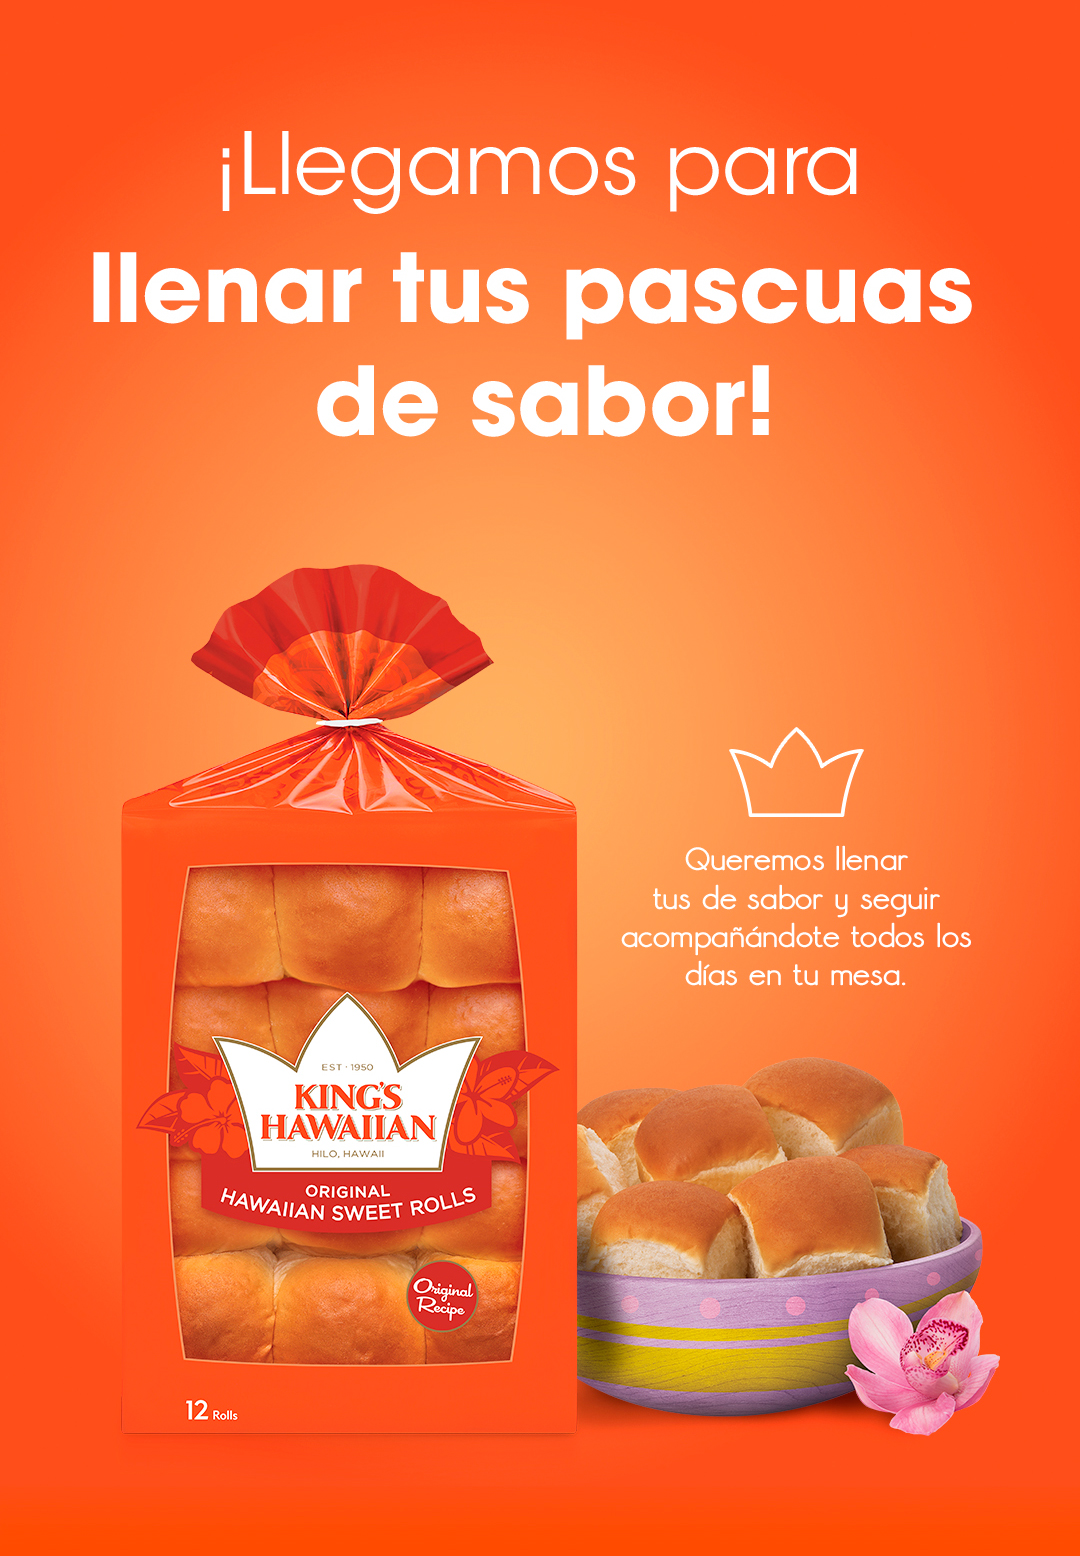 ¡Llegamos para
llenar tus pascuas
de sabor!
Queremos llenar
tus de sabor y seguir
acompañándote todos los
días en tu mesa.
EST · 1950
KING'S
HAWAIIAN
HILO, HAWAII
ORIGINAL
HAWAIIAN SWEET ROLLS
Original
Recipe
12 Rolls